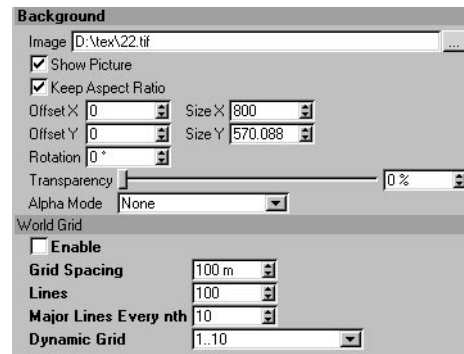 Background
Image D:\tex\22.tif ...
Show Picture
Keep Aspect Ratio
Offset X 0 Size X 800
Offset Y 0 Size Y 570.088
Rotation 0 °
Transparency 0 %
Alpha Mode None
World Grid
Enable
Grid Spacing 100 m
Lines 100
Major Lines Every nth 10
Dynamic Grid 1..10